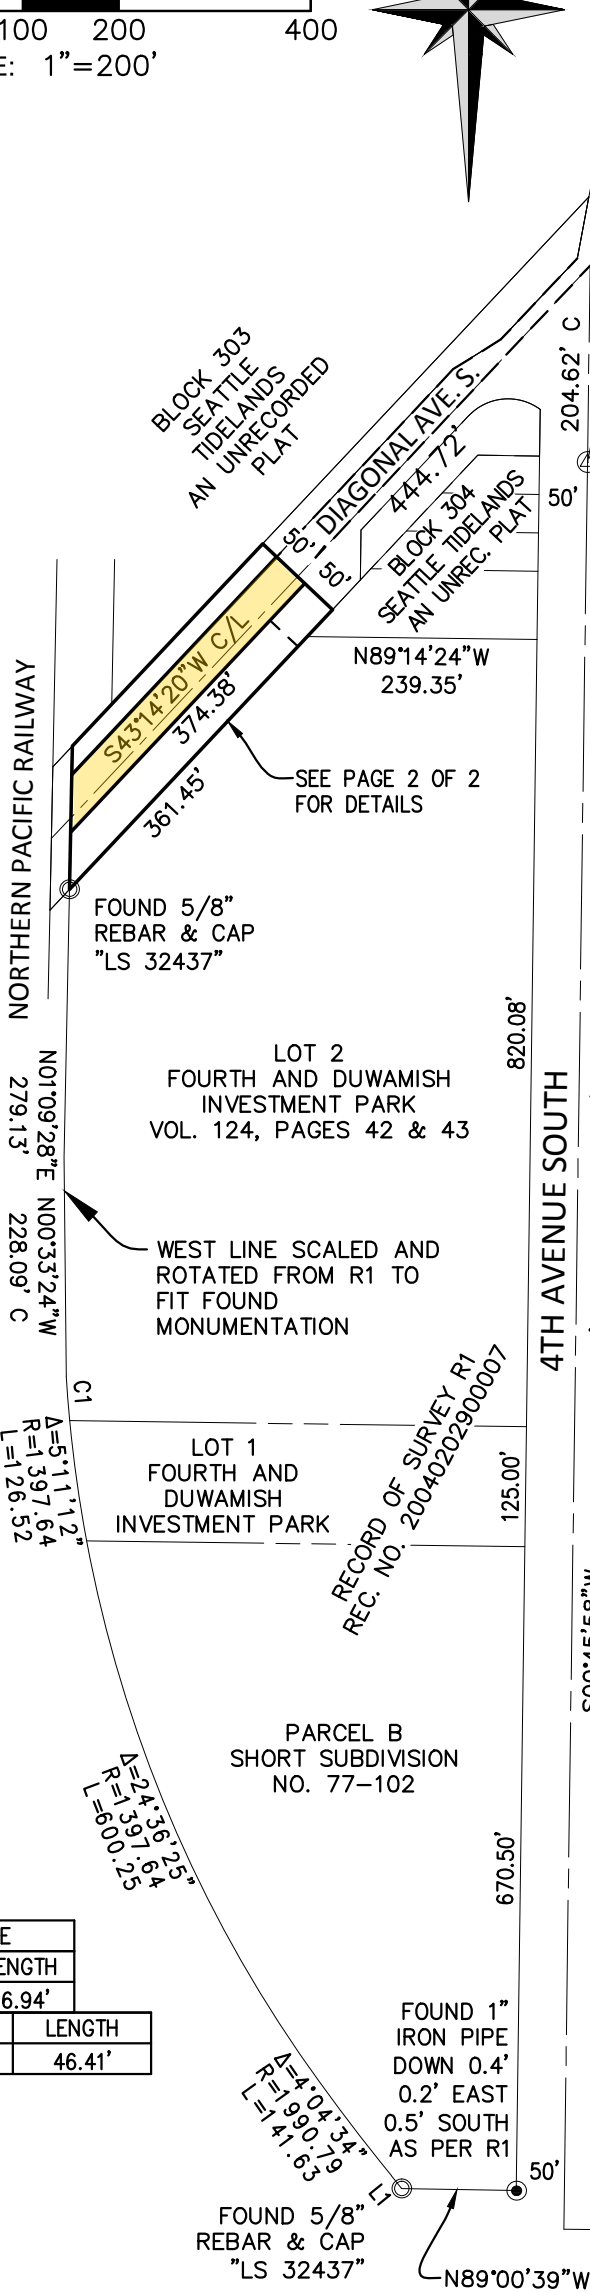 100 200 400
E: 1"=200'
BLOCK 303
SEATTLE
TIDELANDS
AN UNRECORDED
PLAT
DIAGONAL AVE. S.
444.72'
204.62' C
50'
50'
50'
BLOCK 304
SEATTLE TIDELANDS
AN UNREC. PLAT
N89°14'24"W
239.35'
S43°14'20"W C/L
374.38'
361.45'
SEE PAGE 2 OF 2
FOR DETAILS
NORTHERN PACIFIC RAILWAY
FOUND 5/8"
REBAR & CAP
"LS 32437"
820.08'
LOT 2
FOURTH AND DUWAMISH
INVESTMENT PARK
VOL. 124, PAGES 42 & 43
N01°09'28"E
279.13'
N00°33'24"W
228.09' C
4TH AVENUE SOUTH
WEST LINE SCALED AND
ROTATED FROM R1 TO
FIT FOUND
MONUMENTATION
C1
Δ=5°11'12"
R=1397.64
L=126.52
LOT 1
FOURTH AND
DUWAMISH
INVESTMENT PARK
RECORD OF SURVEY R1
REC. NO. 20040202900007
125.00'
S00°45'58"W
PARCEL B
SHORT SUBDIVISION
NO. 77-102
Δ=24°36'25"
R=1397.64
L=600.25
670.50'
E
ENGTH
6.94'
LENGTH
46.41'
FOUND 1"
IRON PIPE
DOWN 0.4'
0.2' EAST
0.5' SOUTH
AS PER R1
Δ=4°04'34"
R=1990.79
L=141.63
L1
50'
FOUND 5/8"
REBAR & CAP
"LS 32437"
N89°00'39"W